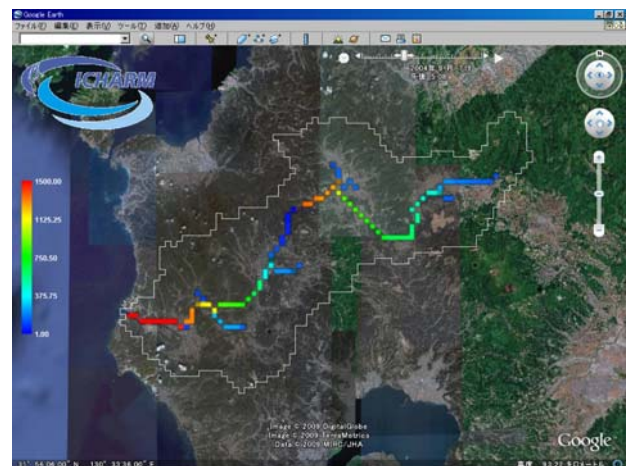 Google Earth
ファイル(F) 編集(E) 表示(V) ツール(T) 追加(A) ヘルプ(H)
ICHARM
N
1500.00
1125.25
750.50
375.75
1.00
Image © 2009 DigitalGlobe
Image © 2009 TerraMetrics
Data © 2009 MIRC/JHA
Google